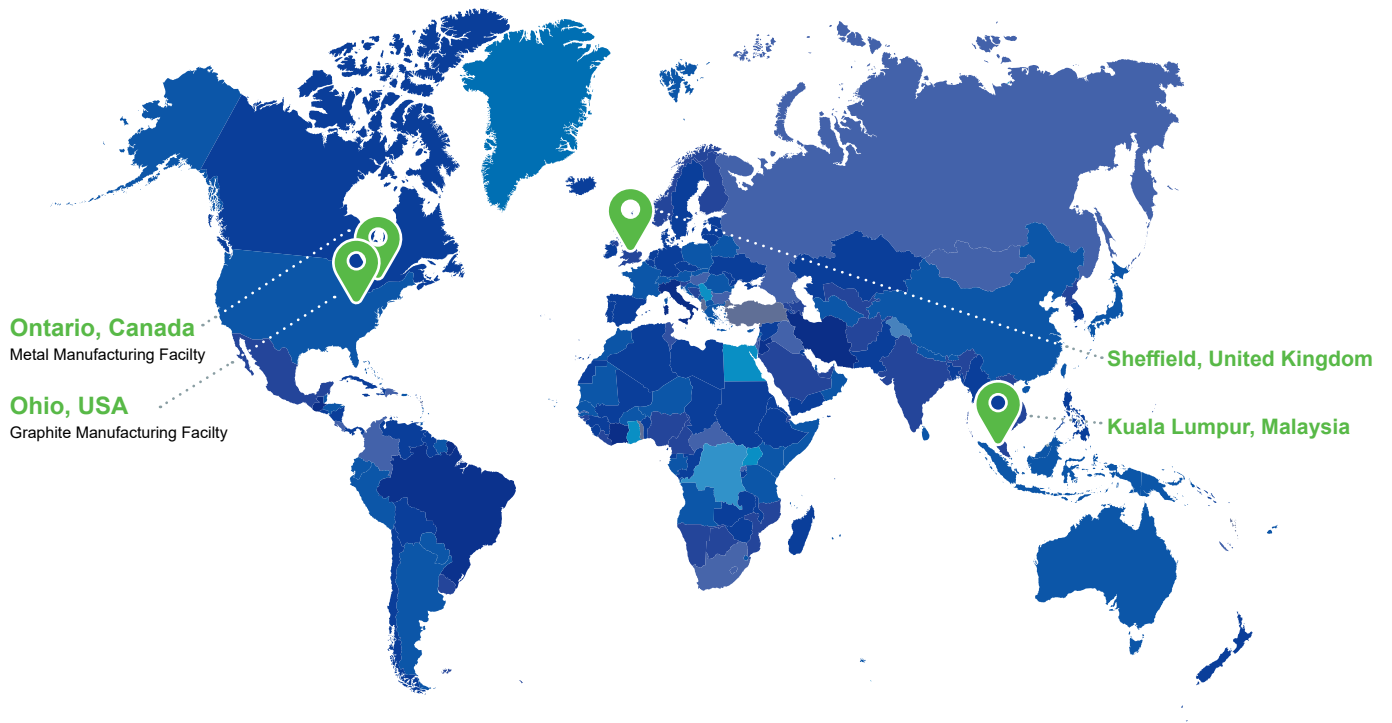 Ontario, Canada
Metal Manufacturing Facilty
Ohio, USA
Graphite Manufacturing Facilty
Sheffield, United Kingdom
Kuala Lumpur, Malaysia